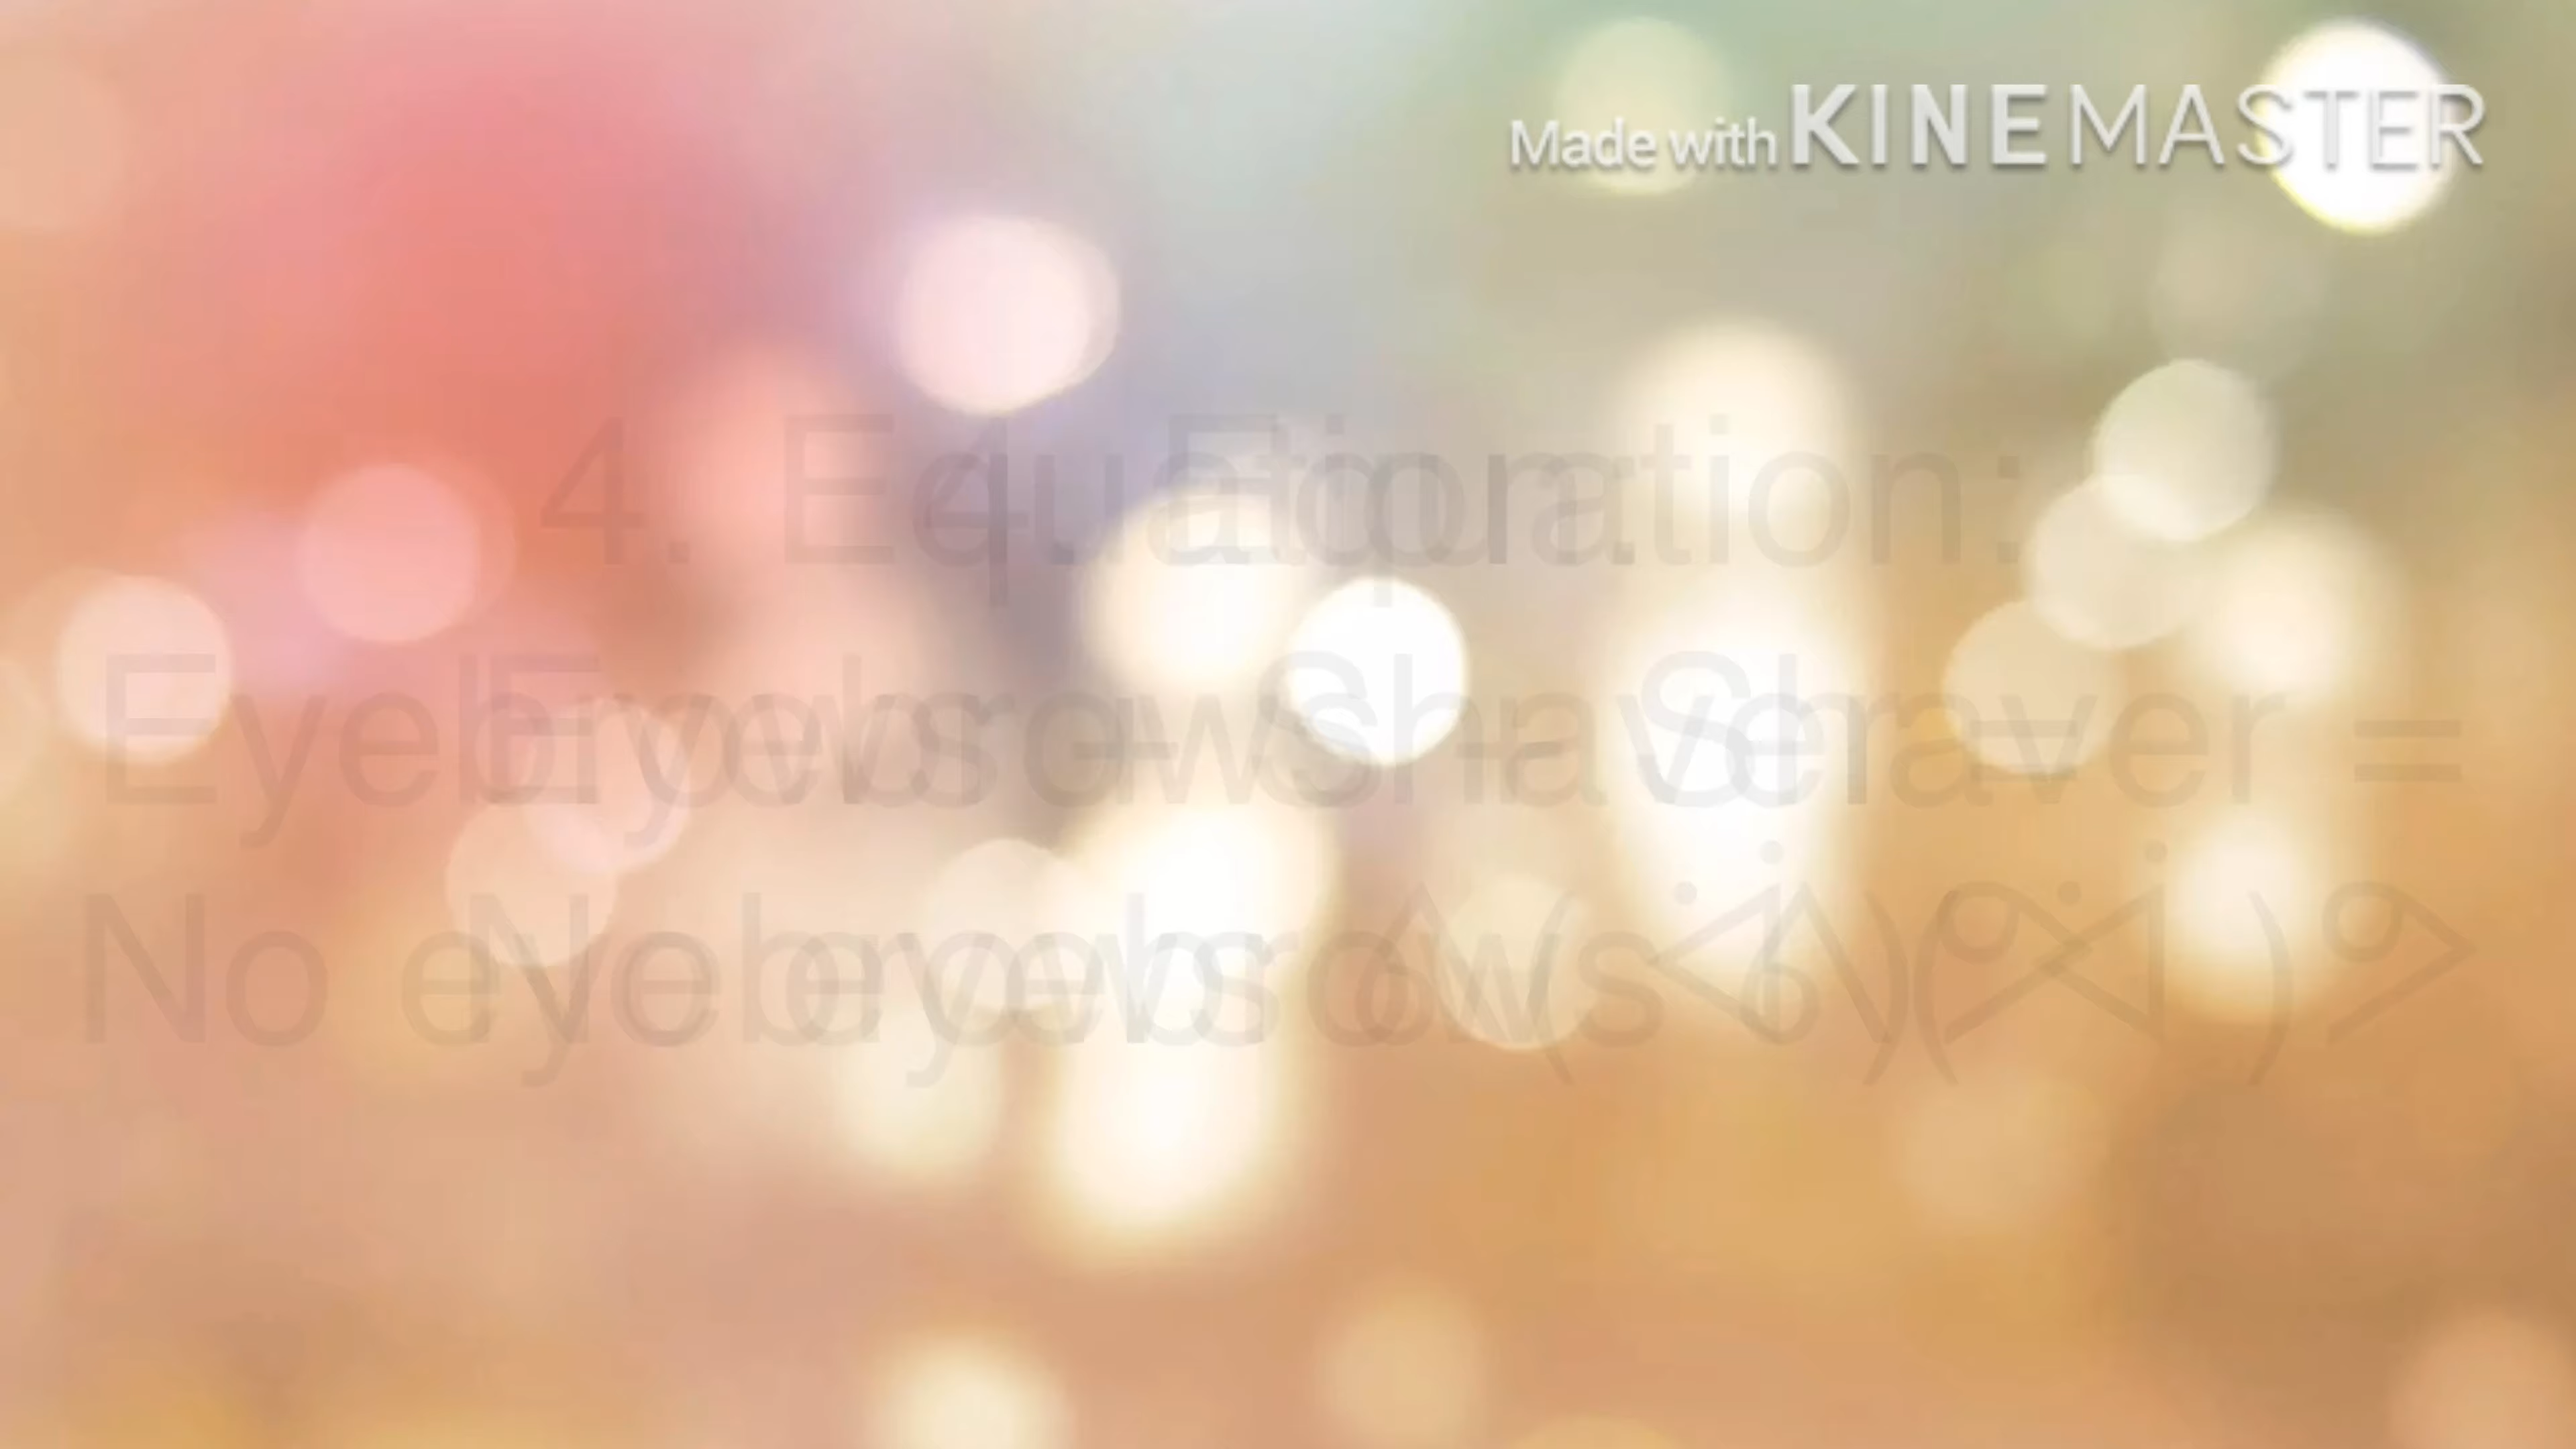 Made with KINEMASTER
4. Equation:
Eyebrows + Shaver =
No eyebrows